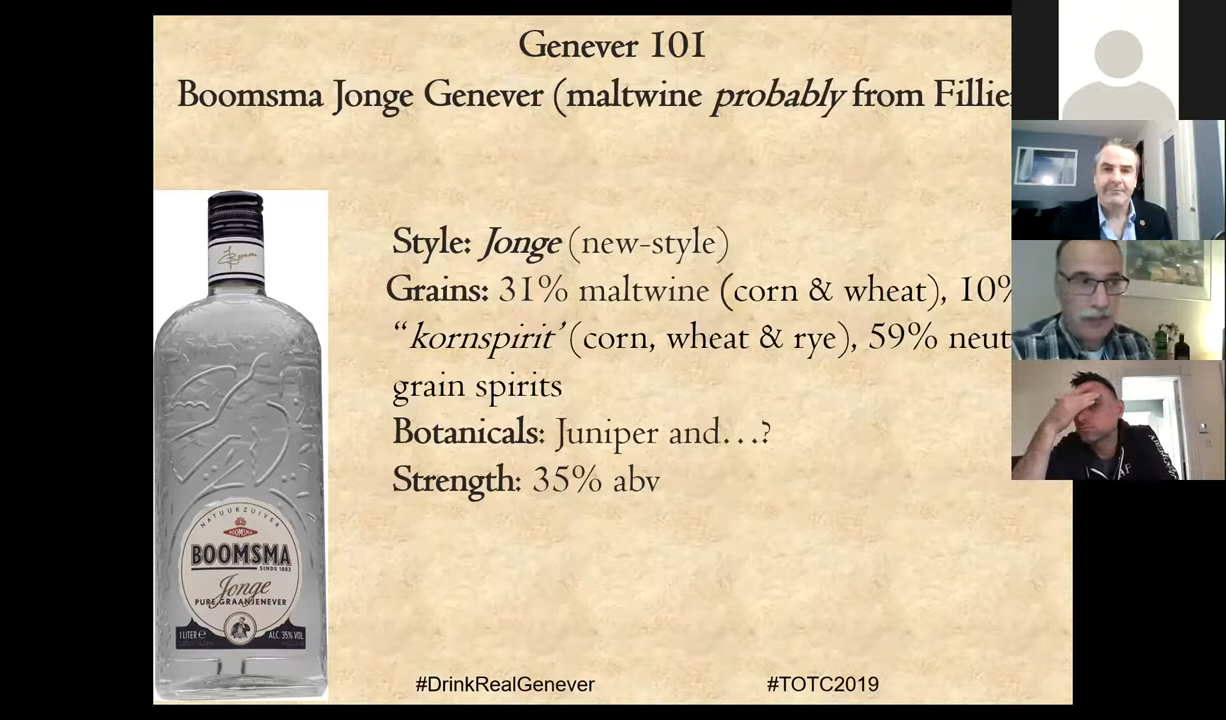 Genever 101
Boomsma Jonge Genever (maltwine probably from Fillie
Style: Jonge (new-style)
Grains: 31% maltwine (corn & wheat), 10%
“kornspirit’ (corn, wheat & rye), 59% neut
grain spirits
Botanicals: Juniper and…?
Strength: 35% abv
NATUURZUIVER
BOOMSMA
BOOMSMA
SINDS 1883
Jonge
PURE GRAANJENEVER
1 LITER e
ALC. 35% VOL
#DrinkRealGenever
#TOTC2019